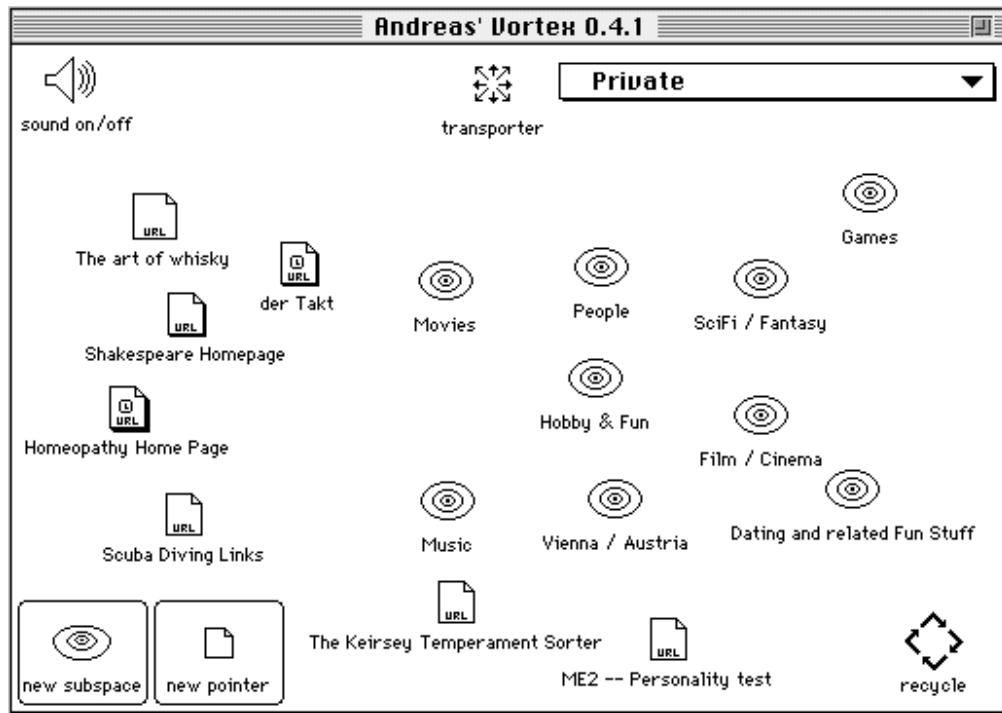 Andreas' Vortex 0.4.1
Private
sound on/off
transporter
URL
The art of whisky
Games
URL
der Takt
Movies
People
SciFi / Fantasy
URL
Shakespeare Homepage
Hobby & Fun
URL
Homeopathy Home Page
Film / Cinema
URL
Scuba Diving Links
Music
Vienna / Austria
Dating and related Fun Stuff
URL
The Keirsey Temperament Sorter
URL
ME2 -- Personality test
new subspace
new pointer
recycle